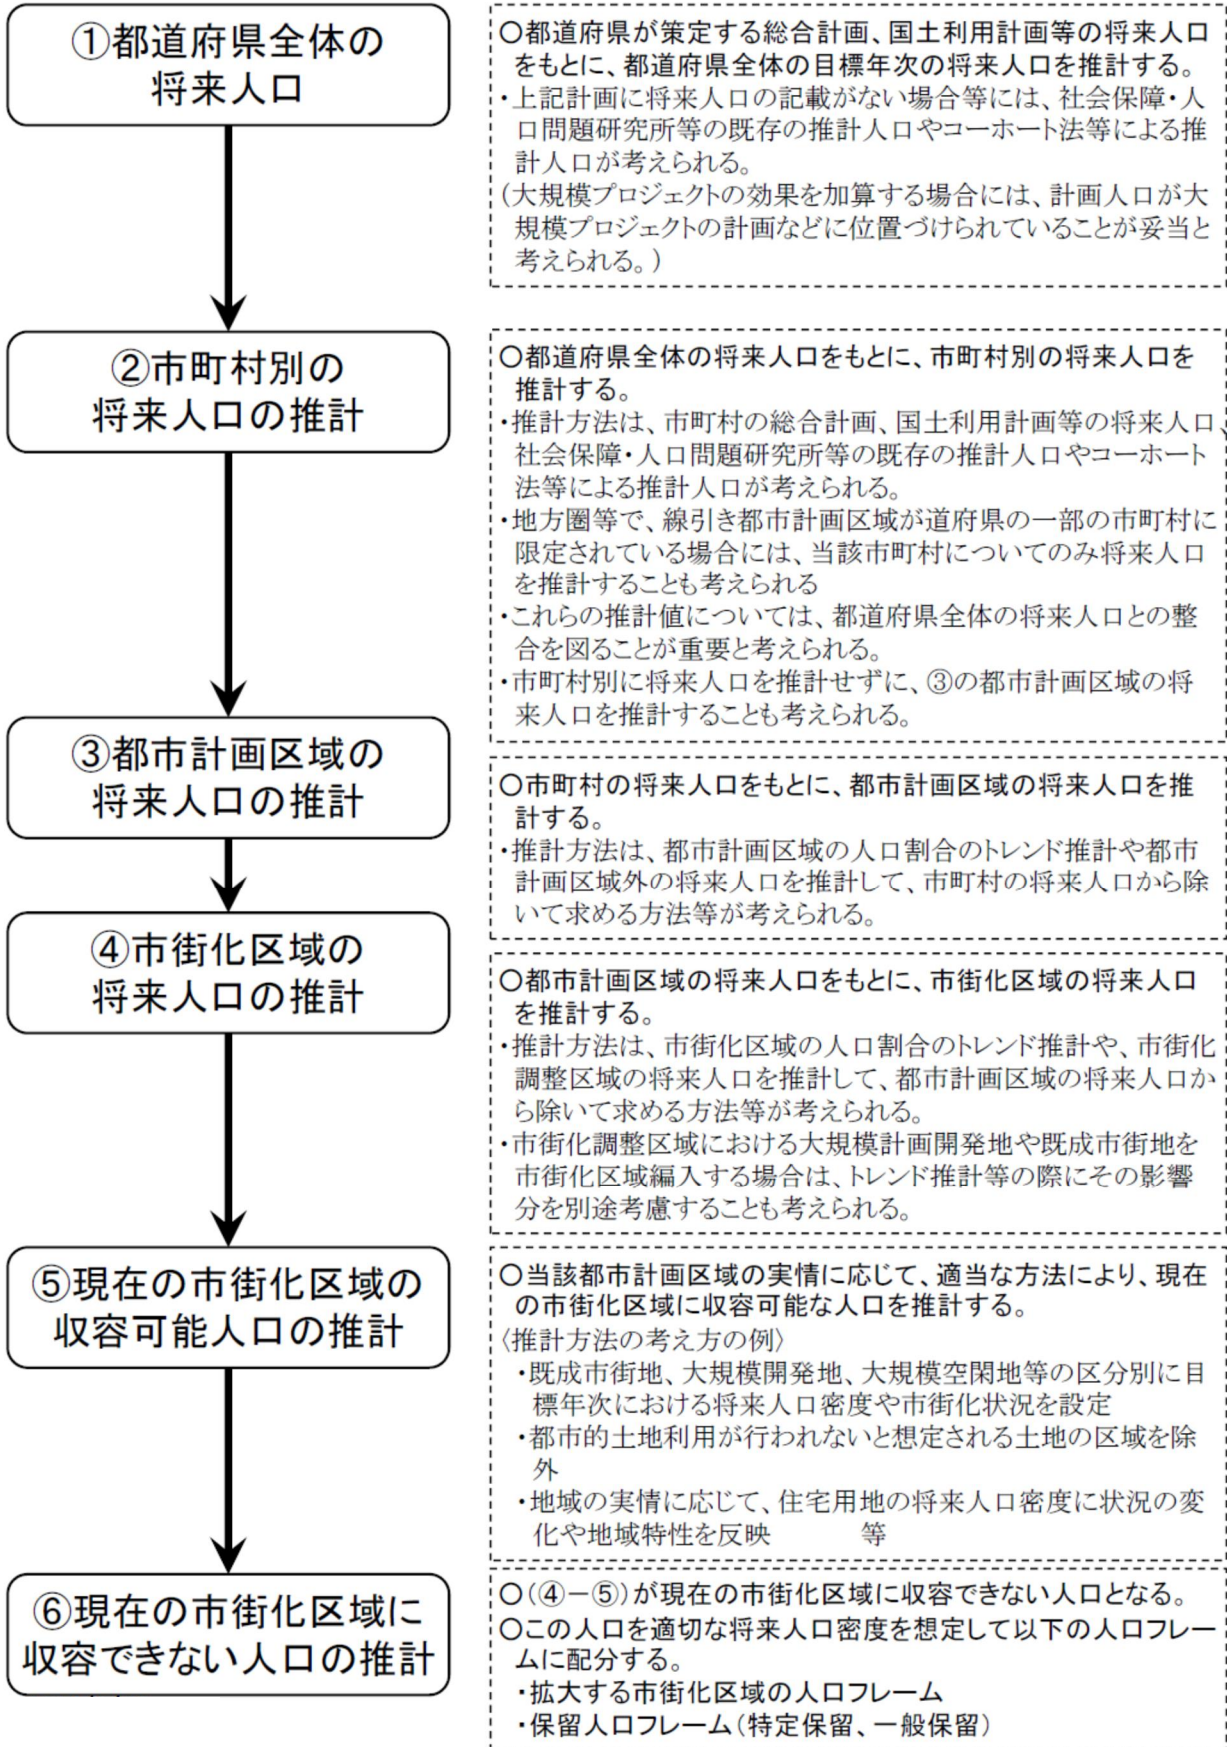 ①都道府県全体の
将来人口
○都道府県が策定する総合計画、国土利用計画等の将来人口
をもとに、都道府県全体の目標年次の将来人口を推計する。
・上記計画に将来人口の記載がない場合等には、社会保障・人
口問題研究所等の既存の推計人口やコーホート法等による推
計人口が考えられる。
(大規模プロジェクトの効果を加算する場合には、計画人口が大
規模プロジェクトの計画などに位置づけられていることが妥当と
考えられる。)
②市町村別の
将来人口の推計
○都道府県全体の将来人口をもとに、市町村別の将来人口を
推計する。
・推計方法は、市町村の総合計画、国土利用計画等の将来人口、
社会保障・人口問題研究所等の既存の推計人口やコーホート
法等による推計人口が考えられる。
・地方圏等で、線引き都市計画区域が道府県の一部の市町村に
限定されている場合には、当該市町村についてのみ将来人口
を推計することも考えられる
・これらの推計値については、都道府県全体の将来人口との整
合を図ることが重要と考えられる。
・市町村別に将来人口を推計せずに、③の都市計画区域の将
来人口を推計することも考えられる。
③都市計画区域の
将来人口の推計
○市町村の将来人口をもとに、都市計画区域の将来人口を推
計する。
・推計方法は、都市計画区域の人口割合のトレンド推計や都市
計画区域外の将来人口を推計して、市町村の将来人口から除
いて求める方法等が考えられる。
④市街化区域の
将来人口の推計
○都市計画区域の将来人口をもとに、市街化区域の将来人口
を推計する。
・推計方法は、市街化区域の人口割合のトレンド推計や、市街化
調整区域の将来人口を推計して、都市計画区域の将来人口か
ら除いて求める方法等が考えられる。
・市街化調整区域における大規模計画開発地や既成市街地を
市街化区域編入する場合は、トレンド推計等の際にその影響
分を別途考慮することも考えられる。
⑤現在の市街化区域の
収容可能人口の推計
○当該都市計画区域の実情に応じて、適当な方法により、現在
の市街化区域に収容可能な人口を推計する。
〈推計方法の考え方の例〉
・既成市街地、大規模開発地、大規模空閑地等の区分別に目
標年次における将来人口密度や市街化状況を設定
・都市的土地利用が行われないと想定される土地の区域を除
外
・地域の実情に応じて、住宅用地の将来人口密度に状況の変
化や地域特性を反映 等
⑥現在の市街化区域に
収容できない人口の推計
○(④－⑤)が現在の市街化区域に収容できない人口となる。
○この人口を適切な将来人口密度を想定して以下の人口フレー
ムに配分する。
・拡大する市街化区域の人口フレーム
・保留人口フレーム(特定保留、一般保留)